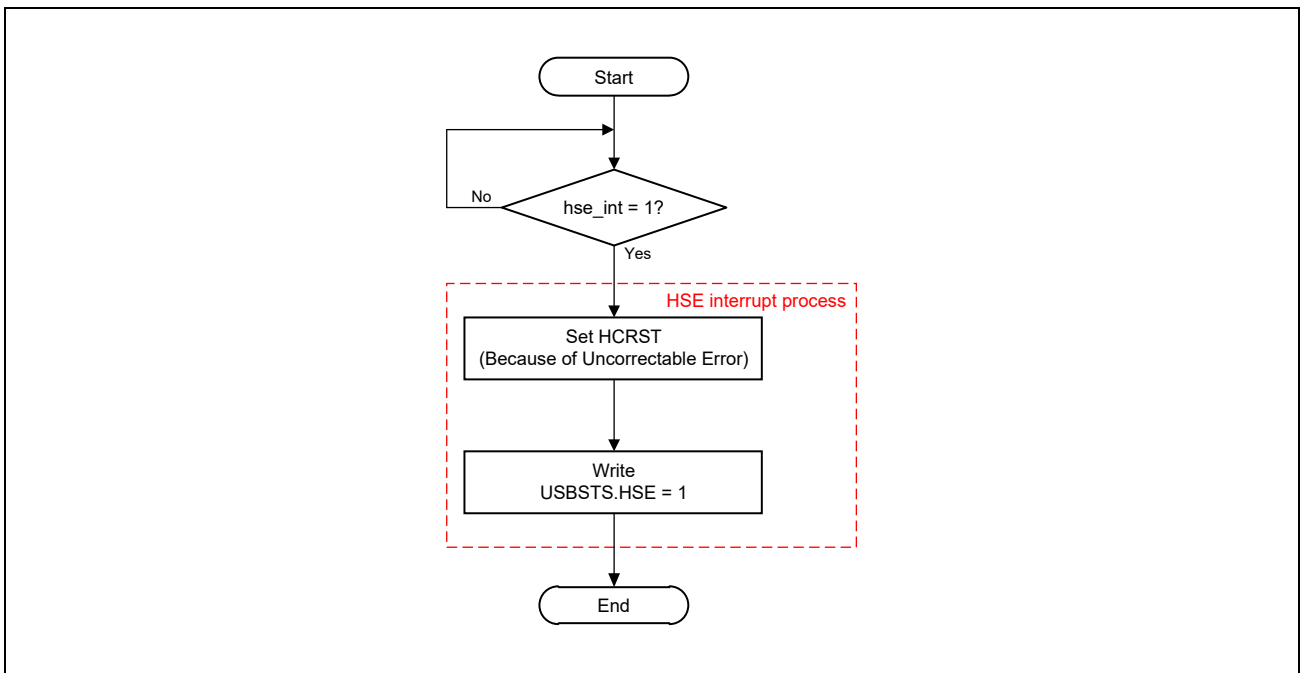 Start
No
hse_int = 1?
Yes
HSE interrupt process
Set HCRST
(Because of Uncorrectable Error)
Write
USBSTS.HSE = 1
End